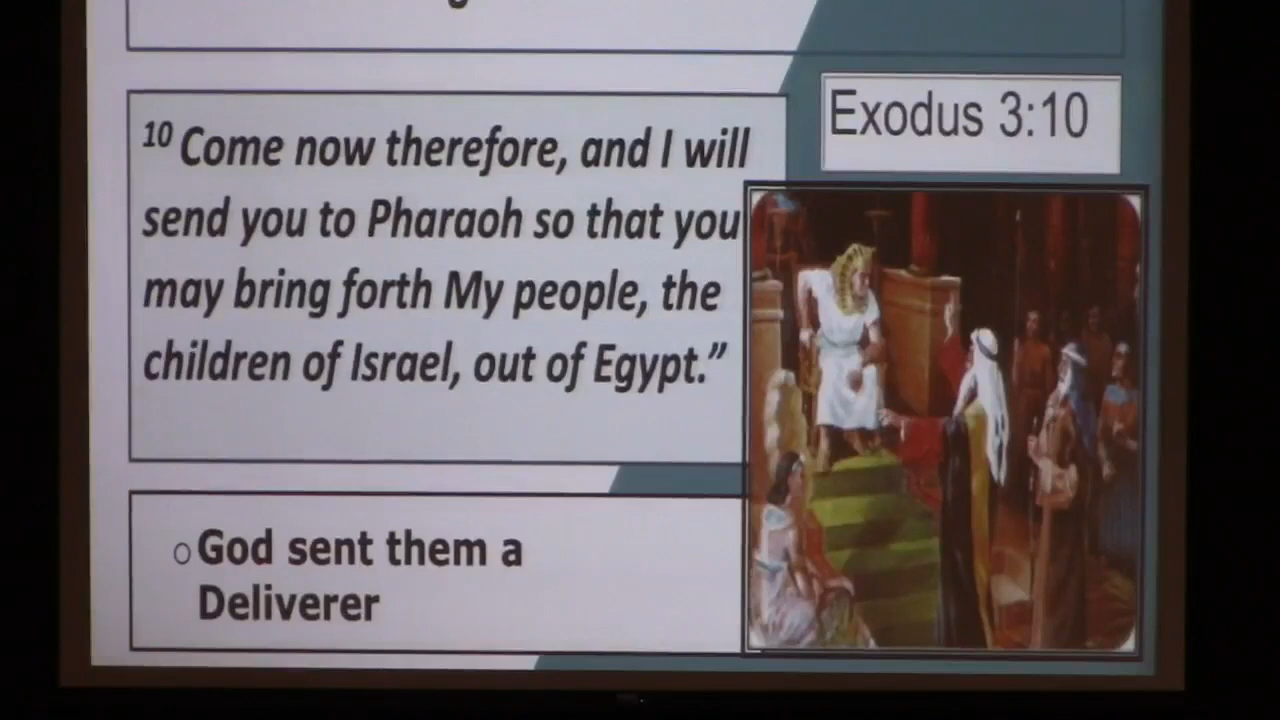 Exodus 3:10
10 Come now therefore, and I will
send you to Pharaoh so that you
may bring forth My people, the
children of Israel, out of Egypt.”
○ God sent them a
Deliverer